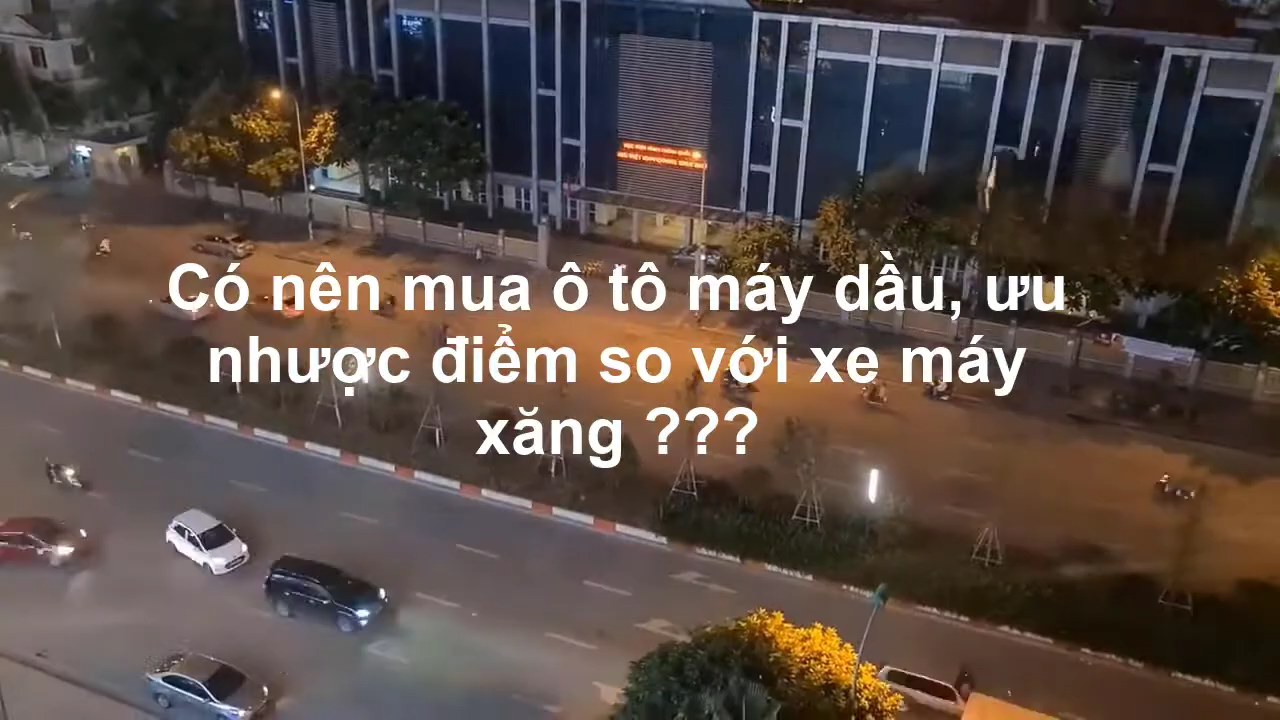 Có nên mua ô tô máy dầu, ưu
nhược điểm so với xe máy
xăng ???